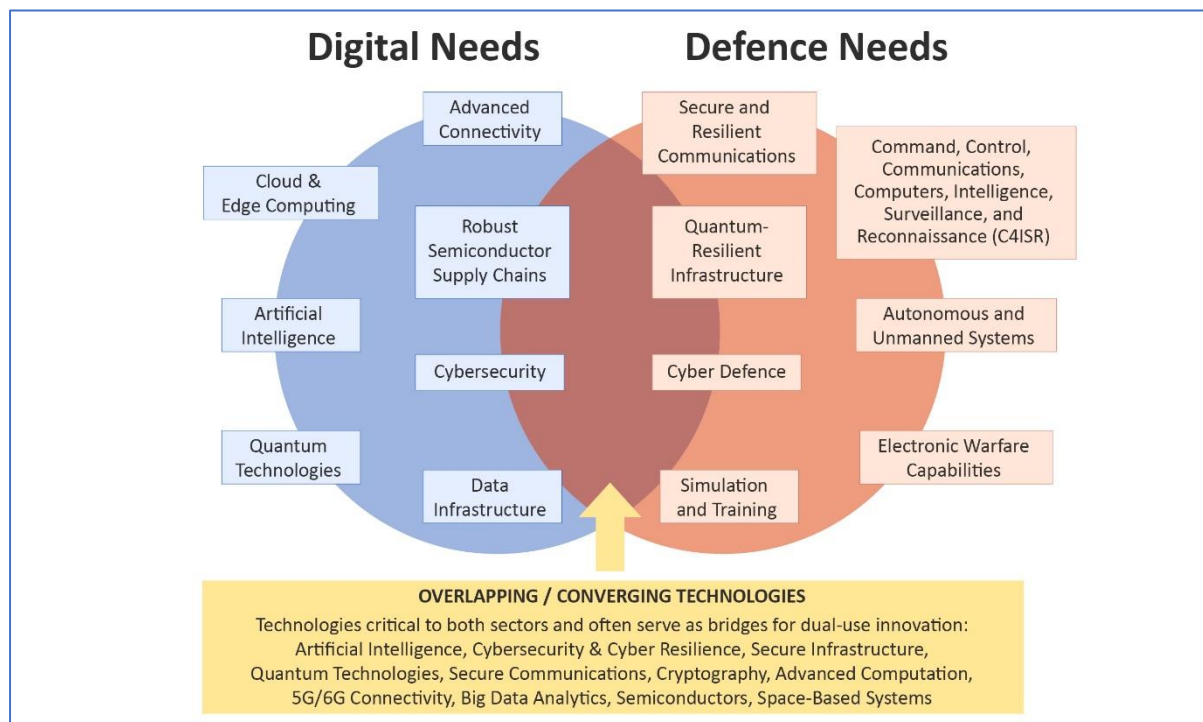 Digital Needs
Defence Needs
Advanced
Connectivity
Cloud &
Edge Computing
Robust
Semiconductor
Supply Chains
Artificial
Intelligence
Cybersecurity
Quantum
Technologies
Data
Infrastructure
Secure and
Resilient
Communications
Command, Control,
Communications,
Computers, Intelligence,
Surveillance, and
Reconnaissance (C4ISR)
Quantum-
Resilient
Infrastructure
Autonomous and
Unmanned Systems
Cyber Defence
Electronic Warfare
Capabilities
Simulation
and Training
OVERLAPPING / CONVERGING TECHNOLOGIES
Technologies critical to both sectors and often serve as bridges for dual-use innovation:
Artificial Intelligence, Cybersecurity & Cyber Resilience, Secure Infrastructure,
Quantum Technologies, Secure Communications, Cryptography, Advanced Computation,
5G/6G Connectivity, Big Data Analytics, Semiconductors, Space-Based Systems